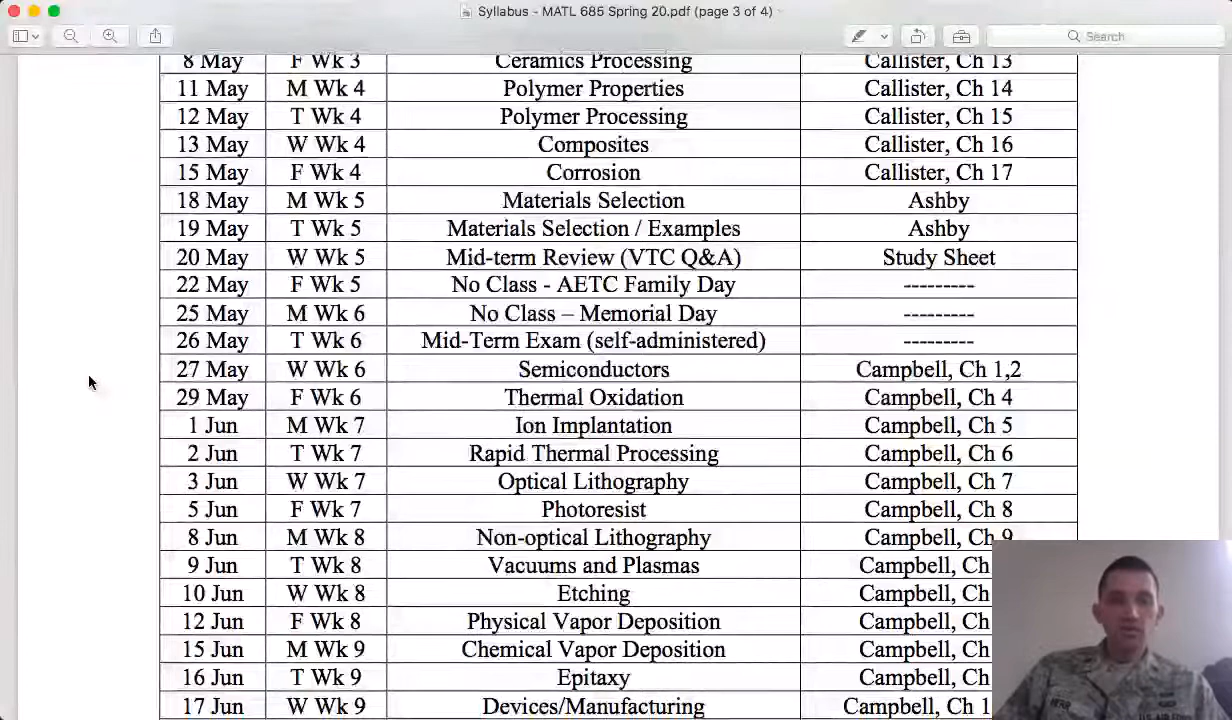 Syllabus - MATL 685 Spring 20.pdf (page 3 of 4)
Search
8 May F Wk 3 Ceramics Processing Callister, Ch 13
11 May M Wk 4 Polymer Properties Callister, Ch 14
12 May T Wk 4 Polymer Processing Callister, Ch 15
13 May W Wk 4 Composites Callister, Ch 16
15 May F Wk 4 Corrosion Callister, Ch 17
18 May M Wk 5 Materials Selection Ashby
19 May T Wk 5 Materials Selection / Examples Ashby
20 May W Wk 5 Mid-term Review (VTC Q&A) Study Sheet
22 May F Wk 5 No Class - AETC Family Day ---------
25 May M Wk 6 No Class – Memorial Day ---------
26 May T Wk 6 Mid-Term Exam (self-administered) ---------
27 May W Wk 6 Semiconductors Campbell, Ch 1,2
29 May F Wk 6 Thermal Oxidation Campbell, Ch 4
1 Jun M Wk 7 Ion Implantation Campbell, Ch 5
2 Jun T Wk 7 Rapid Thermal Processing Campbell, Ch 6
3 Jun W Wk 7 Optical Lithography Campbell, Ch 7
5 Jun F Wk 7 Photoresist Campbell, Ch 8
8 Jun M Wk 8 Non-optical Lithography Campbell, Ch 9
9 Jun T Wk 8 Vacuums and Plasmas Campbell, Ch
10 Jun W Wk 8 Etching Campbell, Ch
12 Jun F Wk 8 Physical Vapor Deposition Campbell, Ch
15 Jun M Wk 9 Chemical Vapor Deposition Campbell, Ch
16 Jun T Wk 9 Epitaxy Campbell, Ch
17 Jun W Wk 9 Devices/Manufacturing Campbell, Ch 1